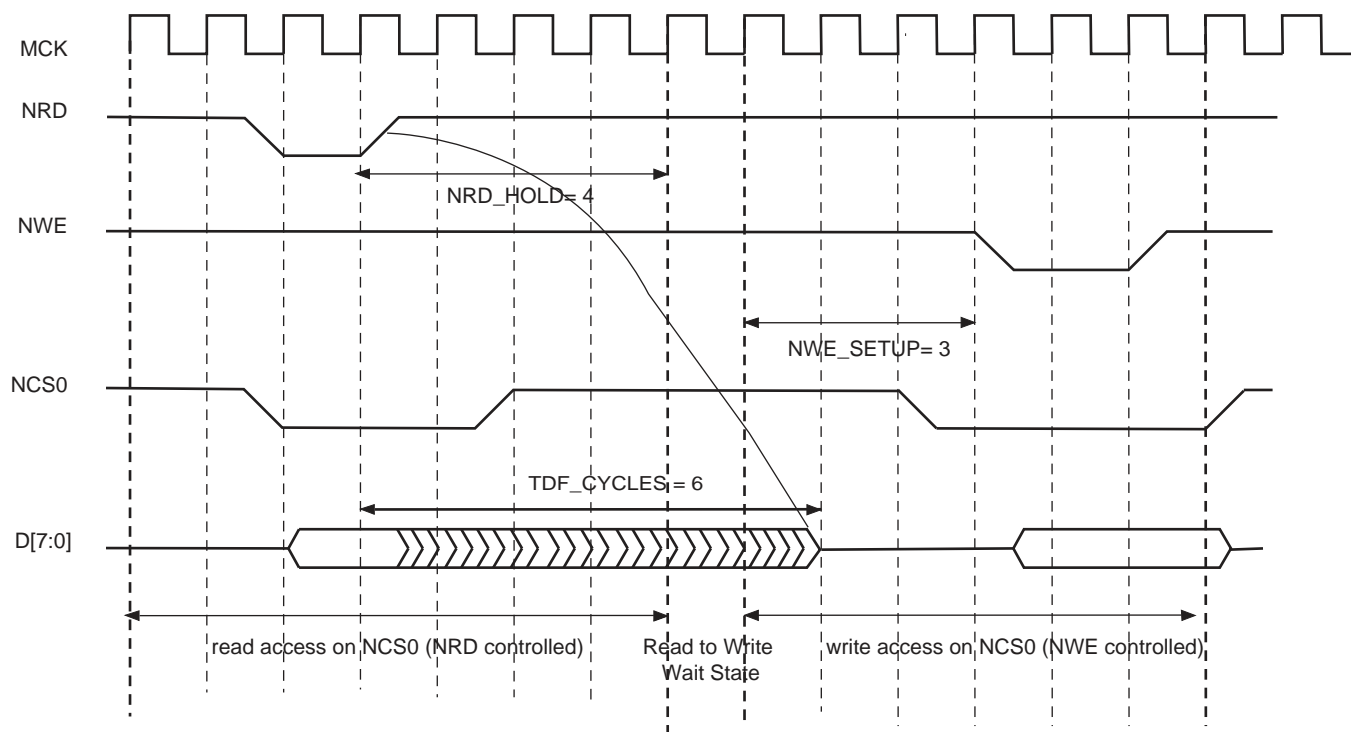 MCK
NRD
NRD_HOLD= 4
NWE
NWE_SETUP= 3
NCS0
TDF_CYCLES = 6
D[7:0]
read access on NCS0 (NRD controlled)
Read to Write
Wait State
write access on NCS0 (NWE controlled)